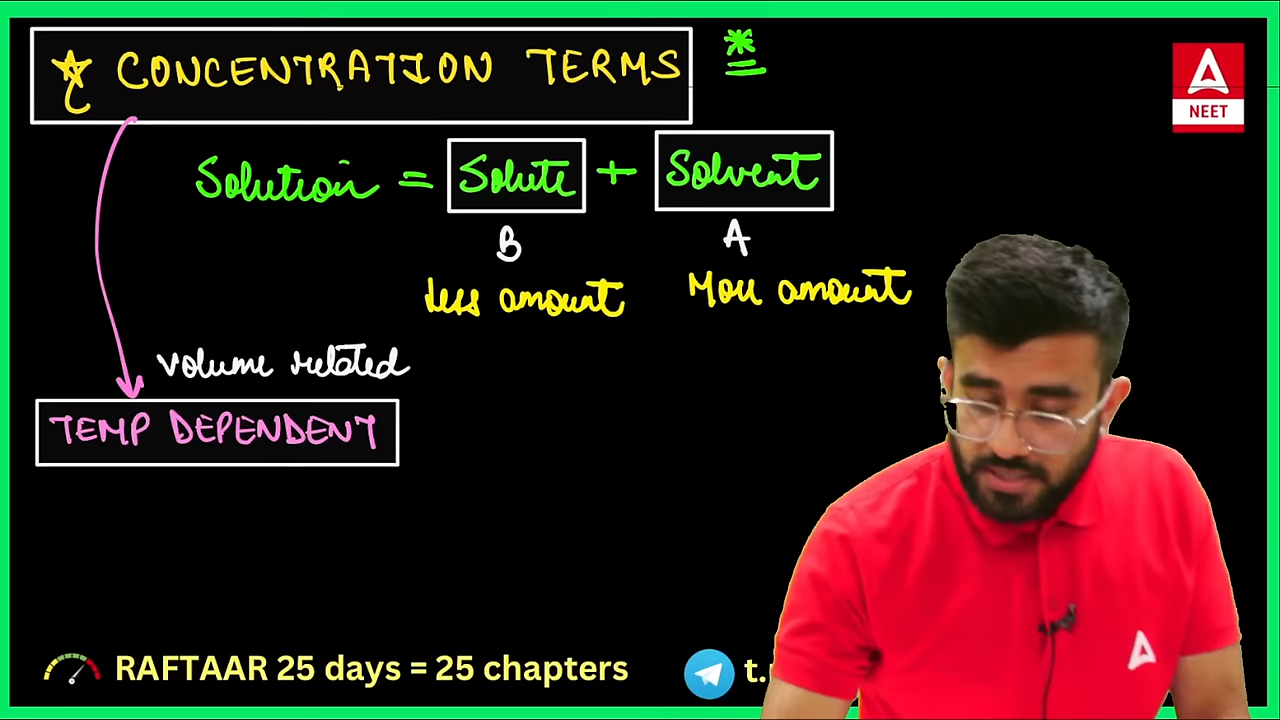 CONCENTRATION TERMS *
NEET
Solution = Solute + Solvent
B A
less amount More amount
volume related
TEMP DEPENDENT
RAFTAAR 25 days = 25 chapters
t.